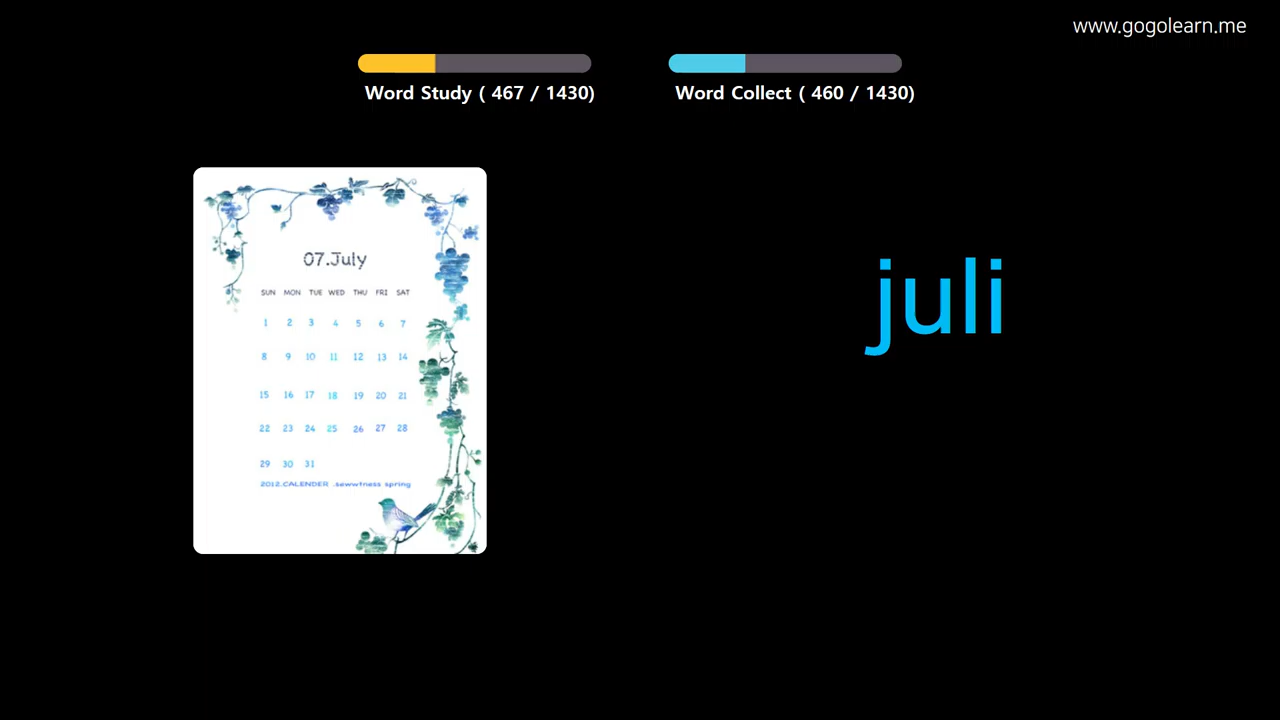 www.gogolearn.me
Word Study ( 467 / 1430)
Word Collect ( 460 / 1430)
07.July
SUN MON TUE WED THU FRI SAT
1 2 3 4 5 6 7
8 9 10 11 12 13 14
15 16 17 18 19 20 21
22 23 24 25 26 27 28
29 30 31
2012.CALENDER .sewwtness spring
juli